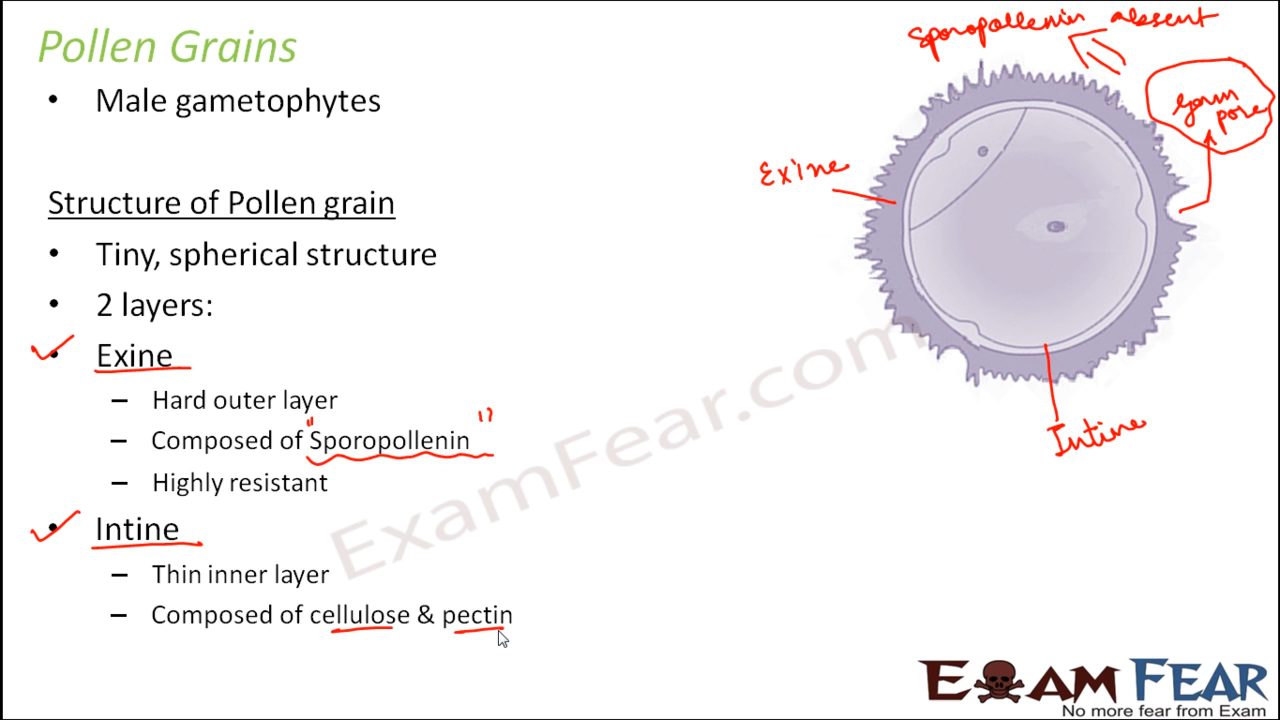 Pollen Grains
• Male gametophytes
Structure of Pollen grain
• Tiny, spherical structure
• 2 layers:
• Exine
– Hard outer layer
– Composed of "Sporopollenin"
– Highly resistant
• Intine
– Thin inner layer
– Composed of cellulose & pectin
Sporopollenin absent
Germ
pore
Exine
Intine
ExamFear.com
EXAM FEAR
No more fear from Exam